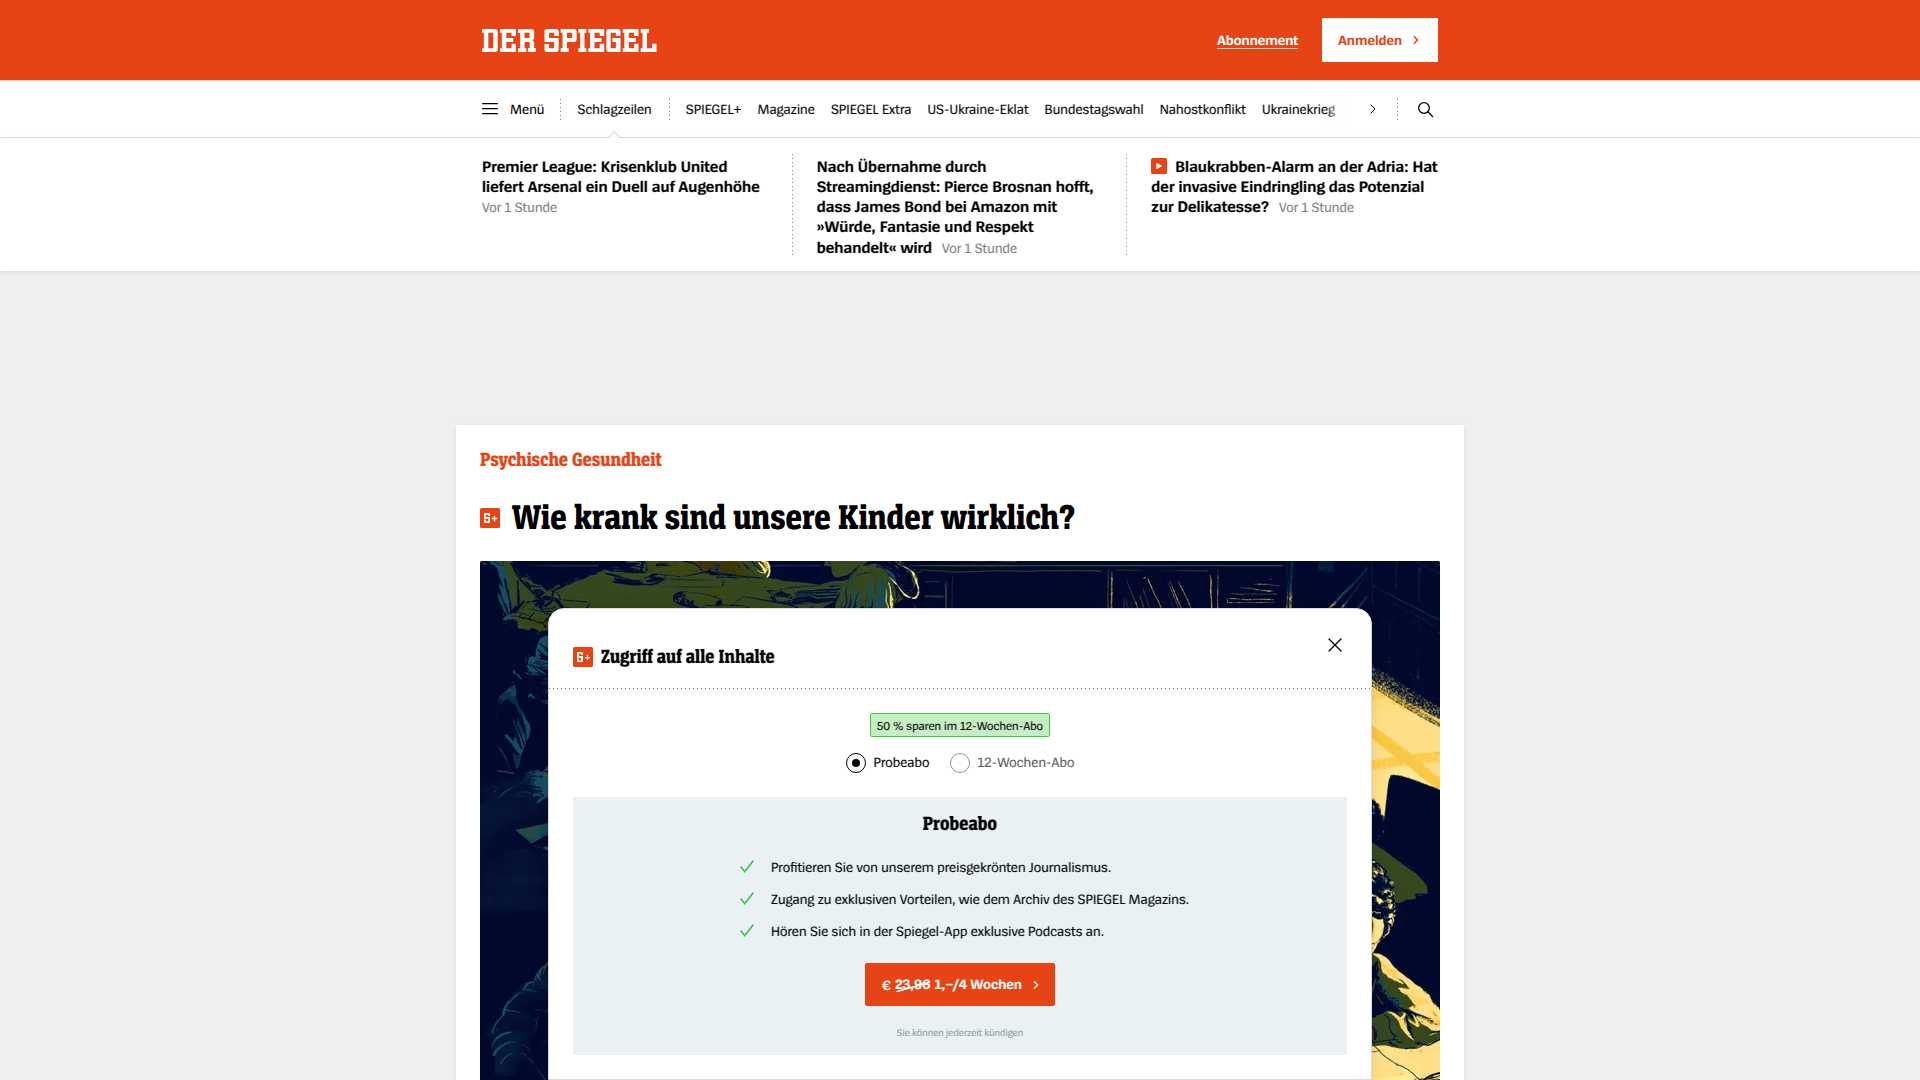 DER SPIEGEL
Abonnement
Anmelden
Menü
Schlagzeilen
SPIEGEL+
Magazine
SPIEGEL Extra
US-Ukraine-Eklat
Bundestagswahl
Nahostkonflikt
Ukrainekrieg
Premier League: Krisenklub United
liefert Arsenal ein Duell auf Augenhöhe
Vor 1 Stunde
Nach Übernahme durch
Streamingdienst: Pierce Brosnan hofft,
dass James Bond bei Amazon mit
»Würde, Fantasie und Respekt
behandelt« wird Vor 1 Stunde
Blaukrabben-Alarm an der Adria: Hat
der invasive Eindringling das Potenzial
zur Delikatesse? Vor 1 Stunde
Psychische Gesundheit
S+ Wie krank sind unsere Kinder wirklich?
S+ Zugriff auf alle Inhalte
50 % sparen im 12-Wochen-Abo
Probeabo
12-Wochen-Abo
Probeabo
Profitieren Sie von unserem preisgekrönten Journalismus.
Zugang zu exklusiven Vorteilen, wie dem Archiv des SPIEGEL Magazins.
Hören Sie sich in der Spiegel-App exklusive Podcasts an.
€ 23,96 1,–/4 Wochen
Sie können jederzeit kündigen